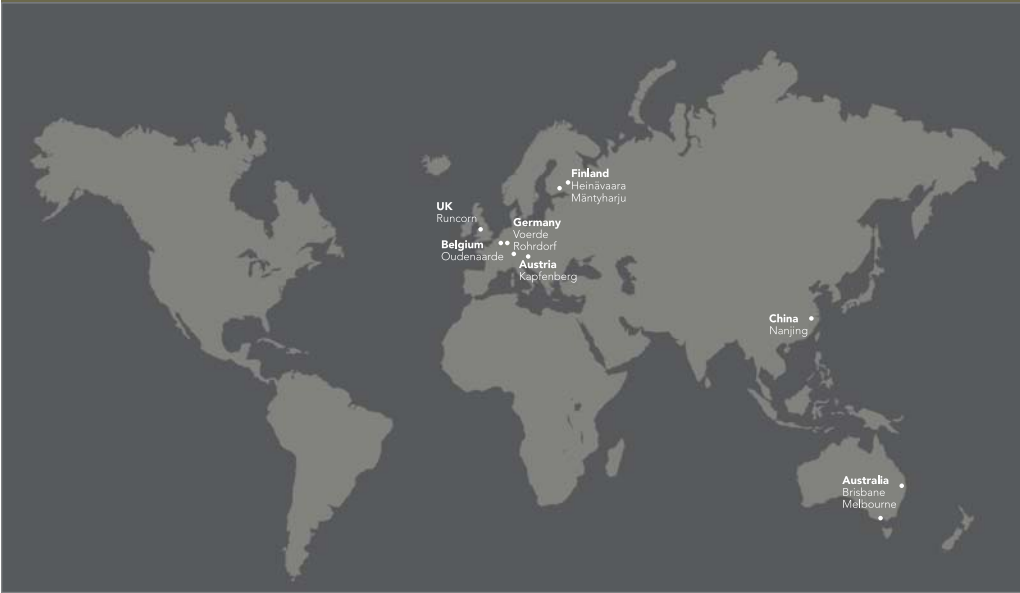 Finland
Heinävaara
Mäntyharju
UK
Runcorn
Germany
Voerde
Rohrdorf
Belgium
Oudenaarde
Austria
Kapfenberg
China
Nanjing
Australia
Brisbane
Melbourne